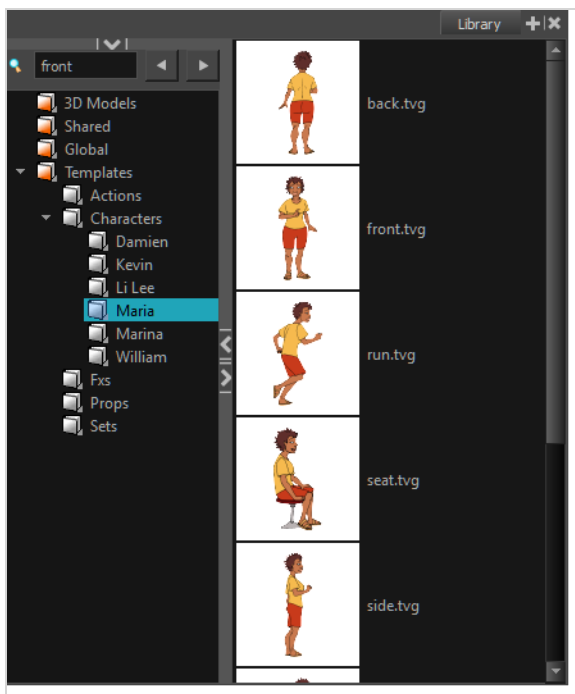 Library
front
3D Models
Shared
Global
Templates
Actions
Characters
Damien
Kevin
Li Lee
Maria
Marina
William
Fxs
Props
Sets
back.tvg
front.tvg
run.tvg
seat.tvg
side.tvg